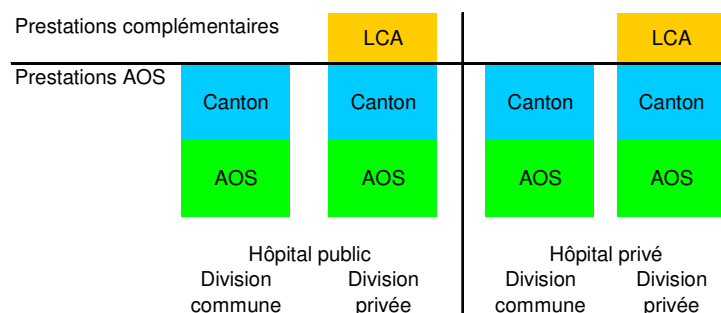 Prestations complémentaires
LCA
LCA
Prestations AOS
Canton
Canton
Canton
Canton
AOS
AOS
AOS
AOS
Hôpital public
Hôpital privé
Division commune
Division privée
Division commune
Division privée